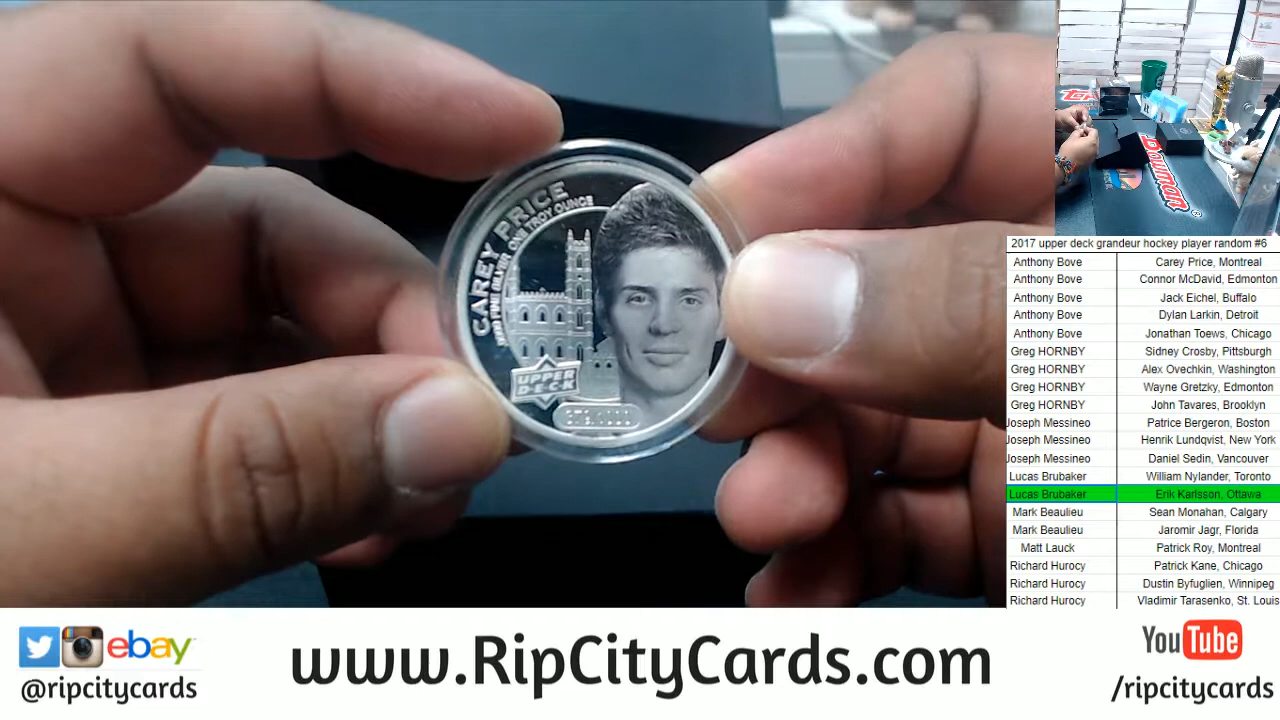 CAREY PRICE
FINE SILVER ONE TROY OUNCE
UPPER
DECK
Bowman
®
2017 upper deck grandeur hockey player random #6
Anthony Bove Carey Price, Montreal
Anthony Bove Connor McDavid, Edmonton
Anthony Bove Jack Eichel, Buffalo
Anthony Bove Dylan Larkin, Detroit
Anthony Bove Jonathan Toews, Chicago
Greg HORNBY Sidney Crosby, Pittsburgh
Greg HORNBY Alex Ovechkin, Washington
Greg HORNBY Wayne Gretzky, Edmonton
Greg HORNBY John Tavares, Brooklyn
Joseph Messineo Patrice Bergeron, Boston
Joseph Messineo Henrik Lundqvist, New York
Joseph Messineo Daniel Sedin, Vancouver
Lucas Brubaker William Nylander, Toronto
Lucas Brubaker Erik Karlsson, Ottawa
Mark Beaulieu Sean Monahan, Calgary
Mark Beaulieu Jaromir Jagr, Florida
Matt Lauck Patrick Roy, Montreal
Richard Hurocy Patrick Kane, Chicago
Richard Hurocy Dustin Byfuglien, Winnipeg
Richard Hurocy Vladimir Tarasenko, St. Louis
ebay
@ripcitycards
www.RipCityCards.com
YouTube
/ripcitycards